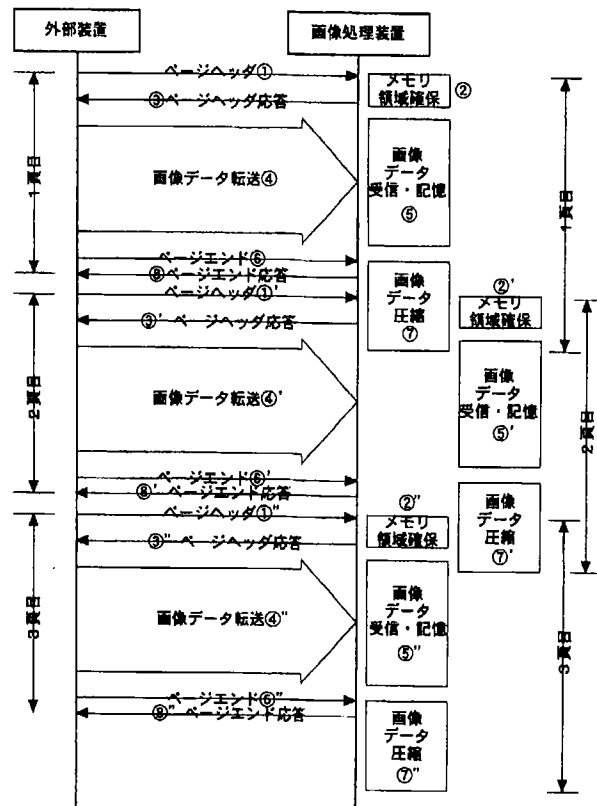 外部装置
画像処理装置
ページヘッダ①
メモリ
領域確保
②
③ページヘッダ応答
画像データ転送④
画像
データ
受信・記憶
⑤
1頁目
1頁目
ページエンド⑥
⑧ページエンド応答
画像
データ
圧縮
⑦
ページヘッダ①'
②'
メモリ
領域確保
③'ページヘッダ応答
画像データ転送④'
画像
データ
受信・記憶
⑤'
2頁目
2頁目
ページエンド⑥'
⑧'ページエンド応答
画像
データ
圧縮
⑦'
ページヘッダ①"
②"
メモリ
領域確保
③"ページヘッダ応答
画像データ転送④"
画像
データ
受信・記憶
⑤"
3頁目
3頁目
ページエンド⑥"
⑧"ページエンド応答
画像
データ
圧縮
⑦"